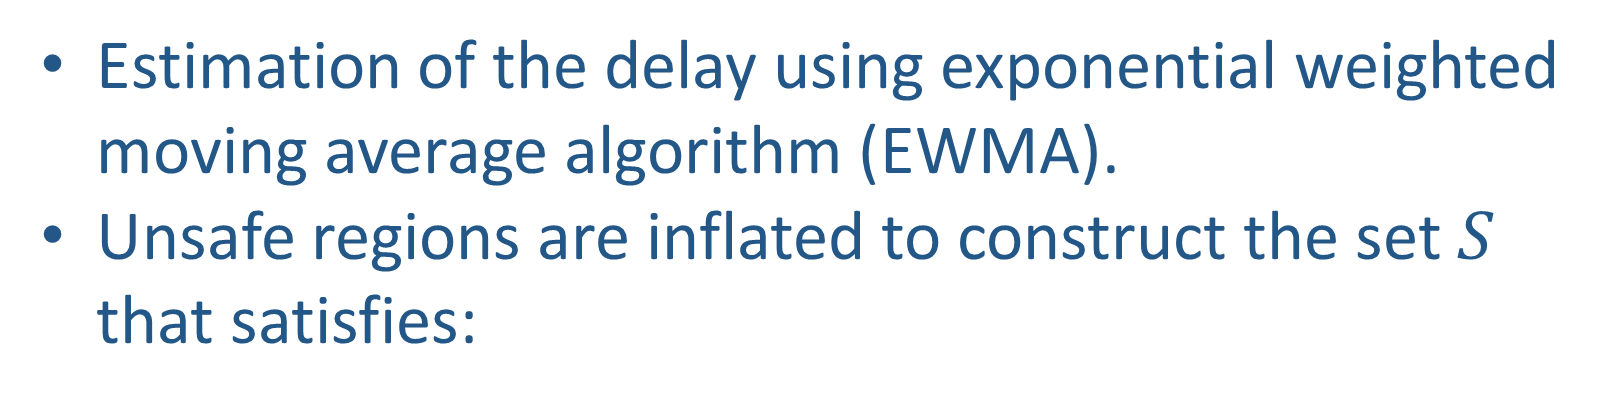 • Estimation of the delay using exponential weighted
moving average algorithm (EWMA).
• Unsafe regions are inflated to construct the set S
that satisfies: